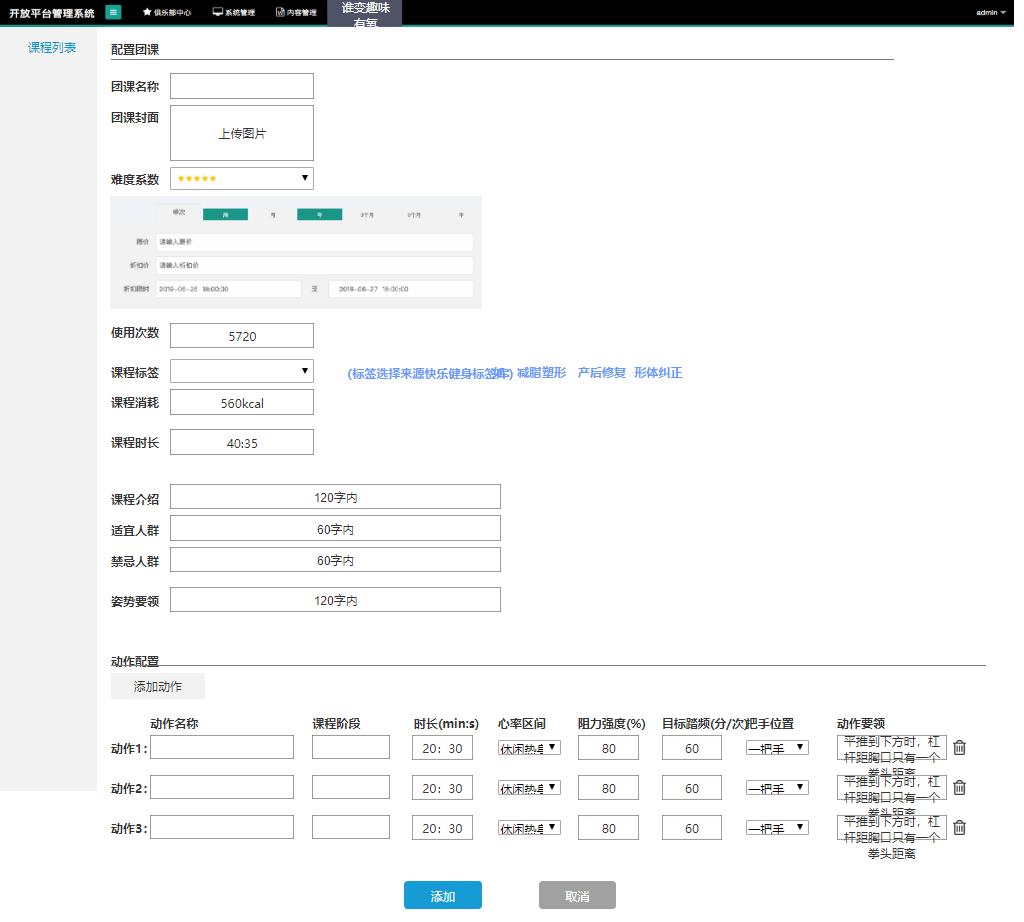 开放平台管理系统 俱乐部中心 系统管理 内容管理 谁变趣味
有氧
admin
课程列表
配置团课
团课名称
团课封面
上传图片
难度系数 ★★★★★
单次 周 月 年 3个月 6个月 年
原价 请输入原价
折扣价 请输入折扣价
折扣限时 2019-06-26 18:00:00 至 2019-06-27 18:00:00
使用次数 5720
课程标签 (标签选择来源快乐健身标签库) 减脂塑形 产后修复 形体纠正
课程消耗 560kcal
课程时长 40:35
课程介绍 120字内
适宜人群 60字内
禁忌人群 60字内
姿势要领 120字内
动作配置
添加动作
动作名称 课程阶段 时长(min:s) 心率区间 阻力强度(%) 目标踏频(分/次) 把手位置 动作要领
动作1: 20：30 休闲热身 80 60 一把手 平推到下方时，杠
杆距胸口只有一个
拳头距离
动作2: 20：30 休闲热身 80 60 一把手 平推到下方时，杠
杆距胸口只有一个
拳头距离
动作3: 20：30 休闲热身 80 60 一把手 平推到下方时，杠
杆距胸口只有一个
拳头距离
添加 取消